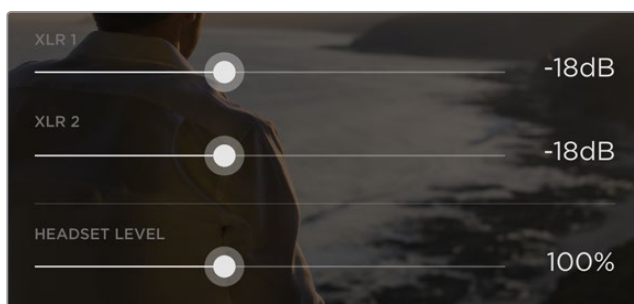 XLR 1
-18dB
XLR 2
-18dB
HEADSET LEVEL
100%